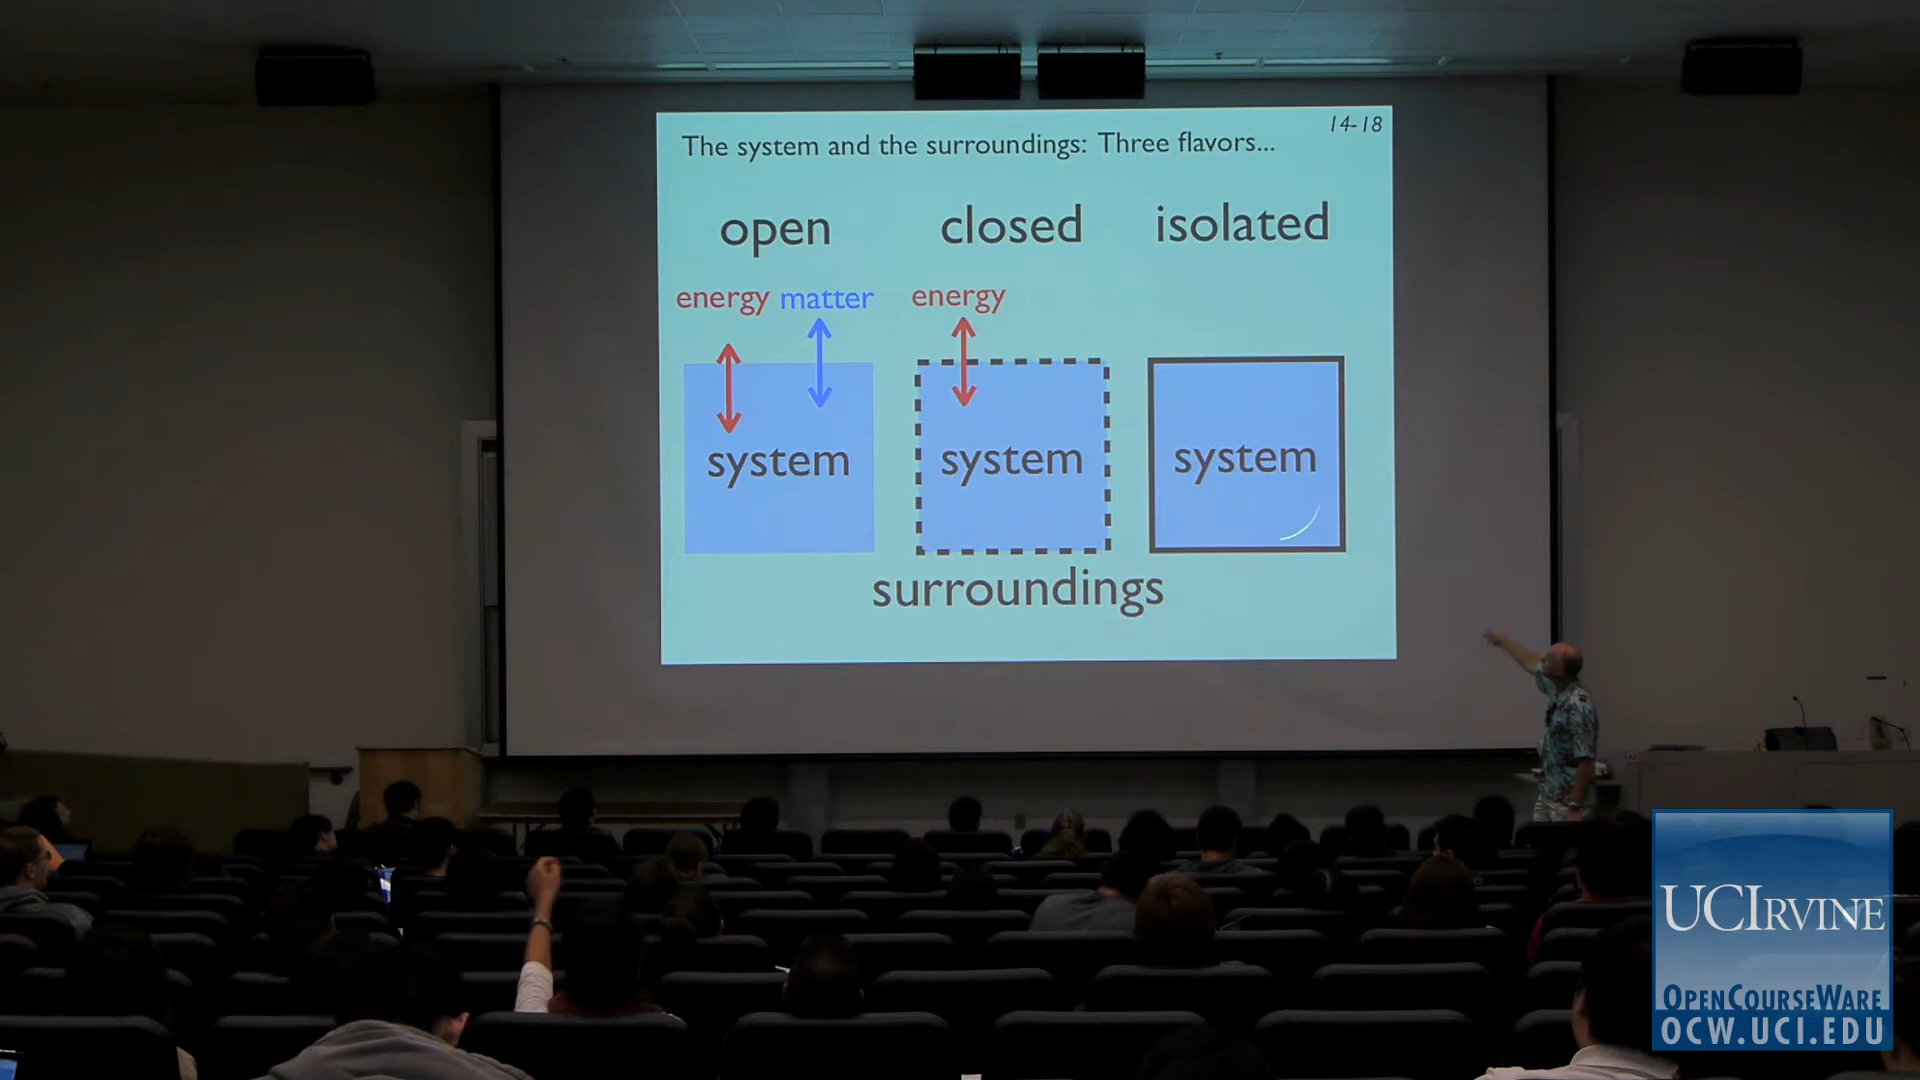 14-18
The system and the surroundings: Three flavors...
open closed isolated
energy matter energy
system system system
surroundings
UCIRVINE
OPENCOURSEWARE
OCW.UCI.EDU